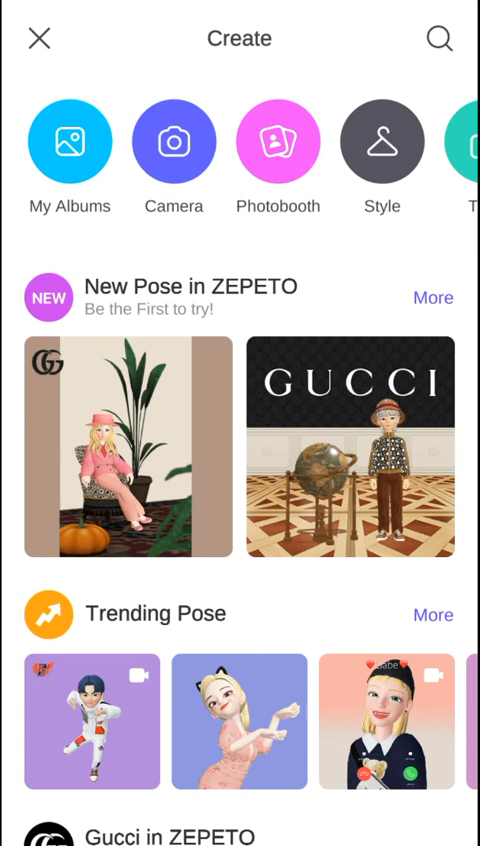 Create
My Albums
Camera
Photobooth
Style
T
NEW
New Pose in ZEPETO
Be the First to try!
More
GUCCI
Trending Pose
More
Babe
Gucci in ZEPETO